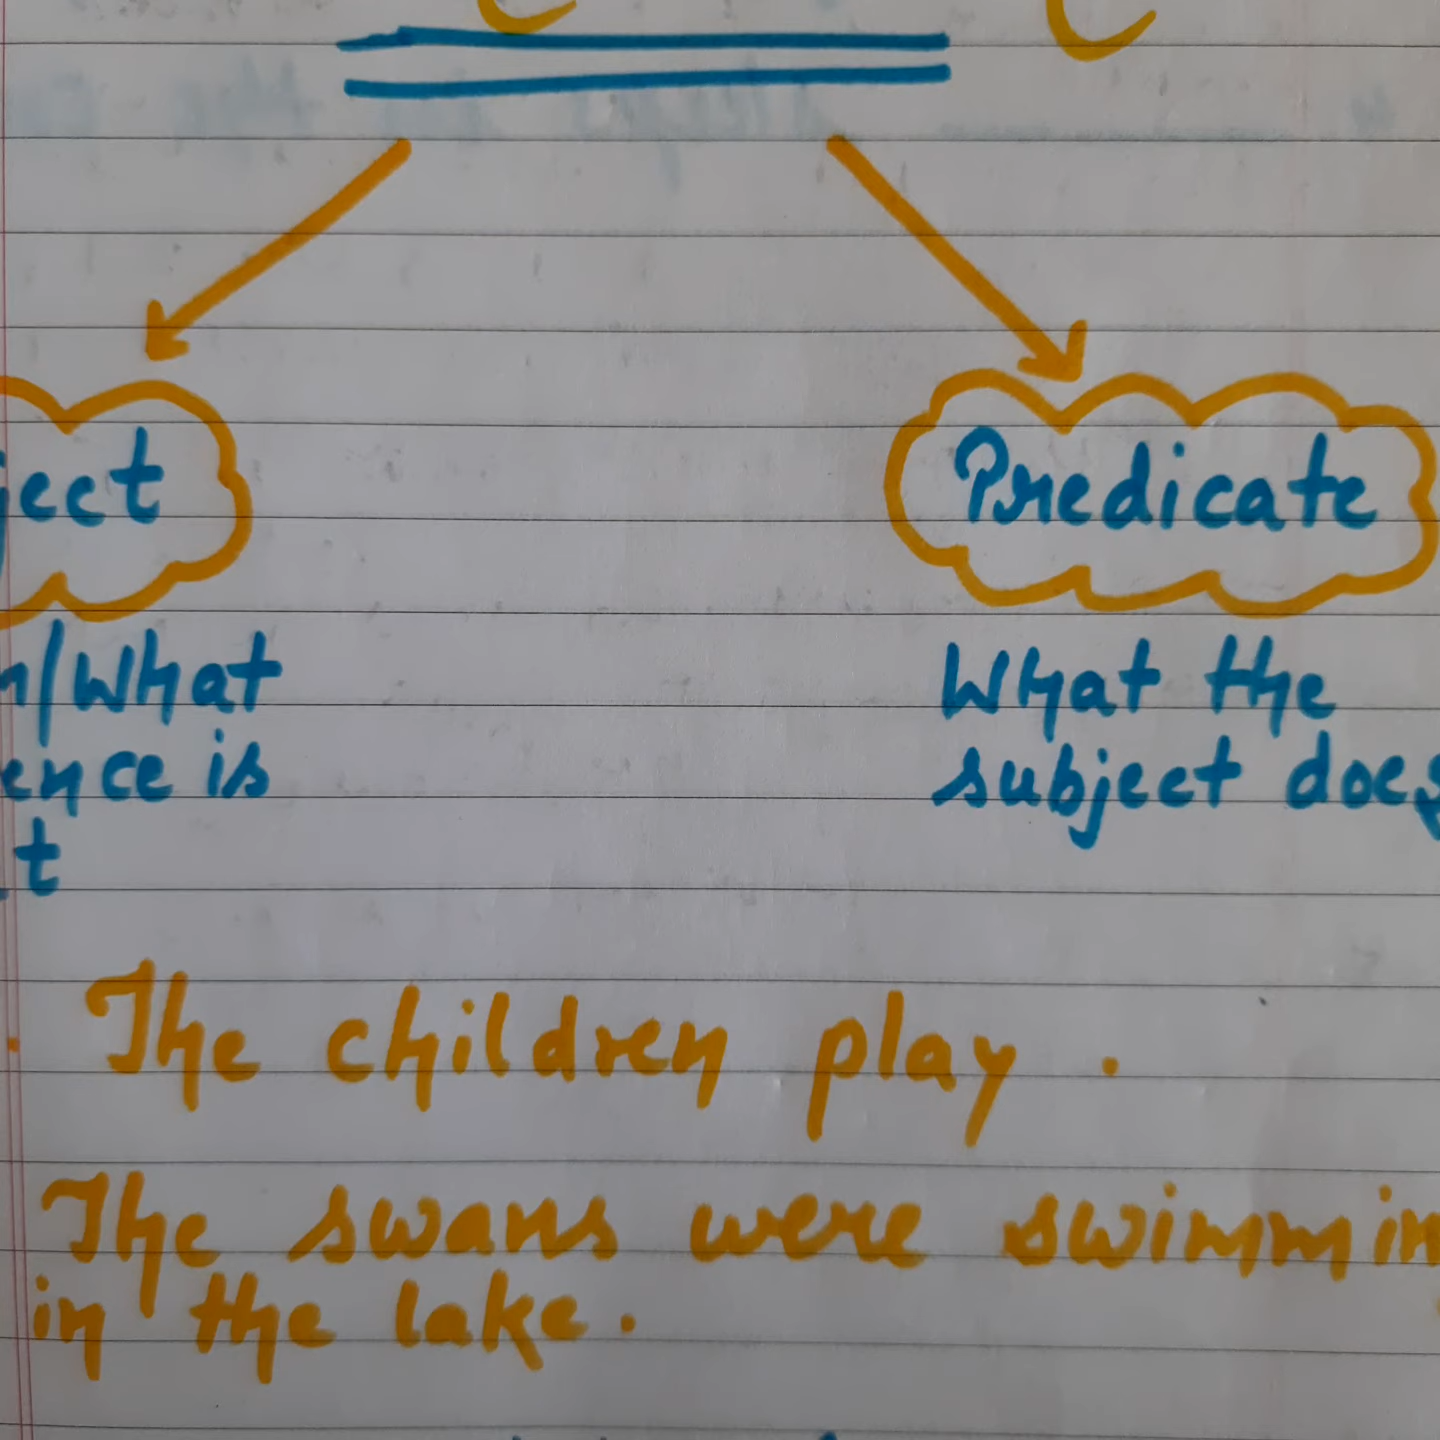 ject
Predicate
n/What
ence is
t
What the
subject does
The children play .
The swans were swimmin
in the lake .